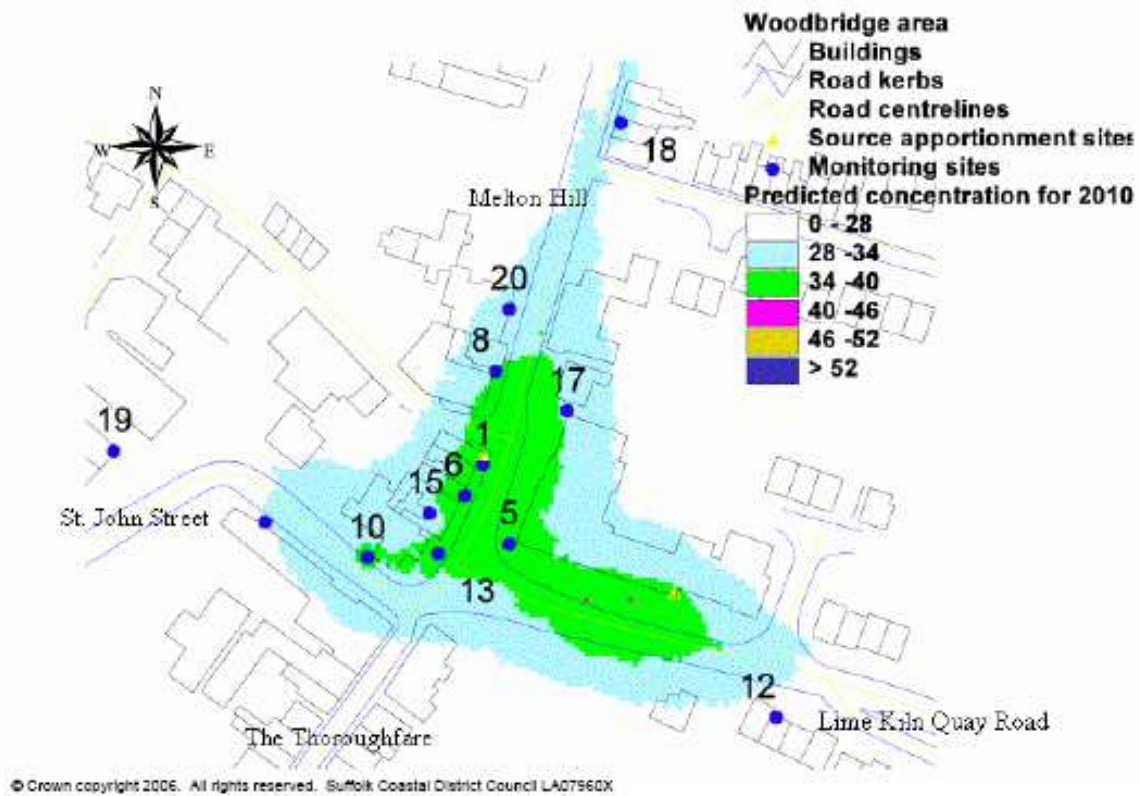 Woodbridge area
Buildings
Road kerbs
Road centrelines
Source apportionment sites
Monitoring sites
Predicted concentration for 2010
0 - 28
28 -34
34 -40
40 -46
46 -52
> 52
N
W
E
S
18
Melton Hill
20
8
17
19
1
6
15
5
St. John Street
10
13
12
Lime Kiln Quay Road
The Thoroughfare
© Crown copyright 2006. All rights reserved. Suffolk Coastal District Council LA07960X